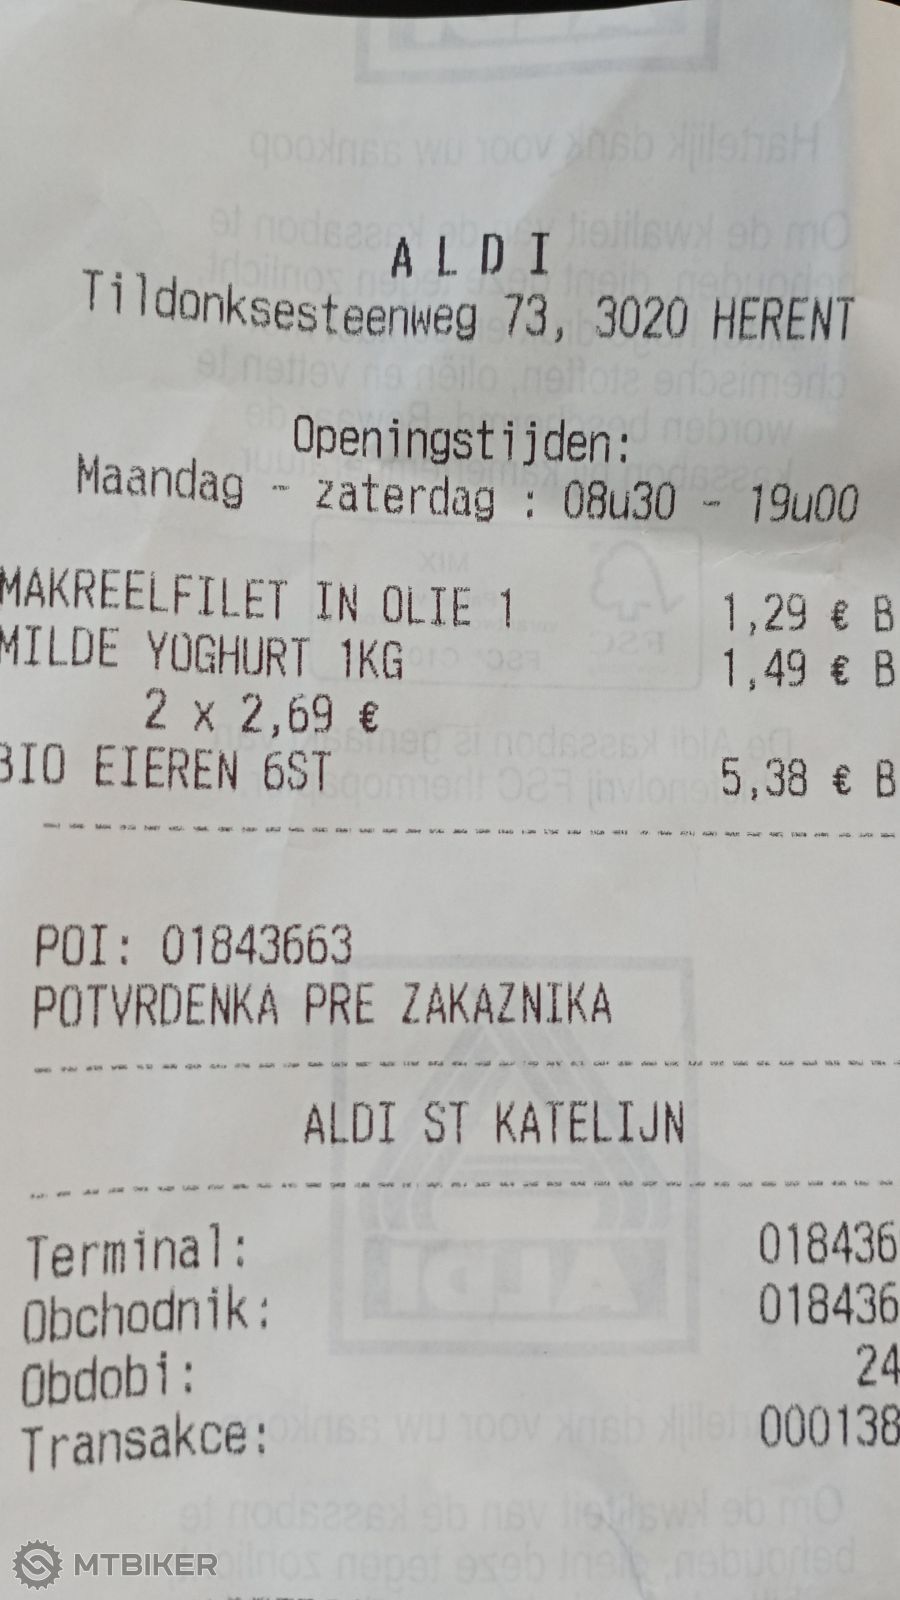 A L D I
Tildonksesteenweg 73, 3020 HERENT
Openingstijden:
Maandag - zaterdag : 08u30 - 19u00
MAKREELFILET IN OLIE 1 1,29 € B
MILDE YOGHURT 1KG 1,49 € B
2 x 2,69 €
BIO EIEREN 6ST 5,38 € B
POI: 01843663
POTVRDENKA PRE ZAKAZNIKA
ALDI ST KATELIJN
Terminal: 018436
Obchodnik: 018436
Obdobi: 24
Transakce: 000138
MTBIKER